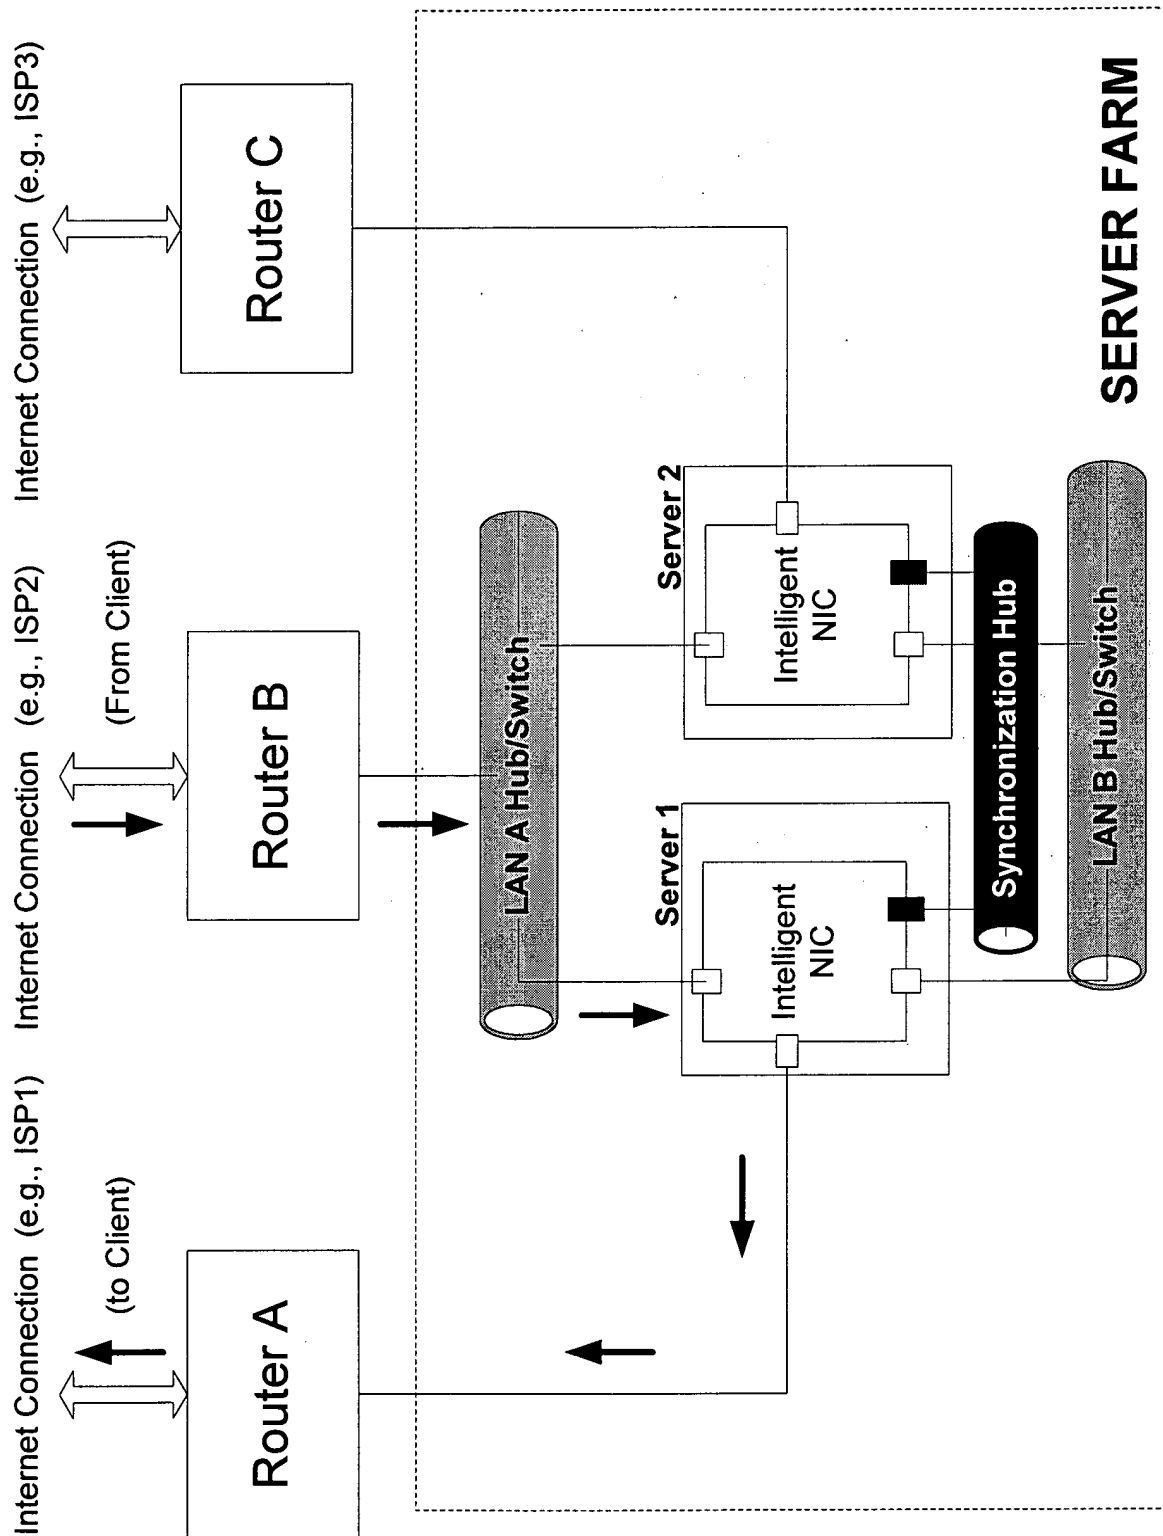 Internet Connection (e.g., ISP1)
Internet Connection (e.g., ISP2)
Internet Connection (e.g., ISP3)
(to Client)
(From Client)
Router A
Router B
Router C
LAN A Hub/Switch
Server 1
Server 2
Intelligent
NIC
Intelligent
NIC
Synchronization Hub
LAN B Hub/Switch
SERVER FARM